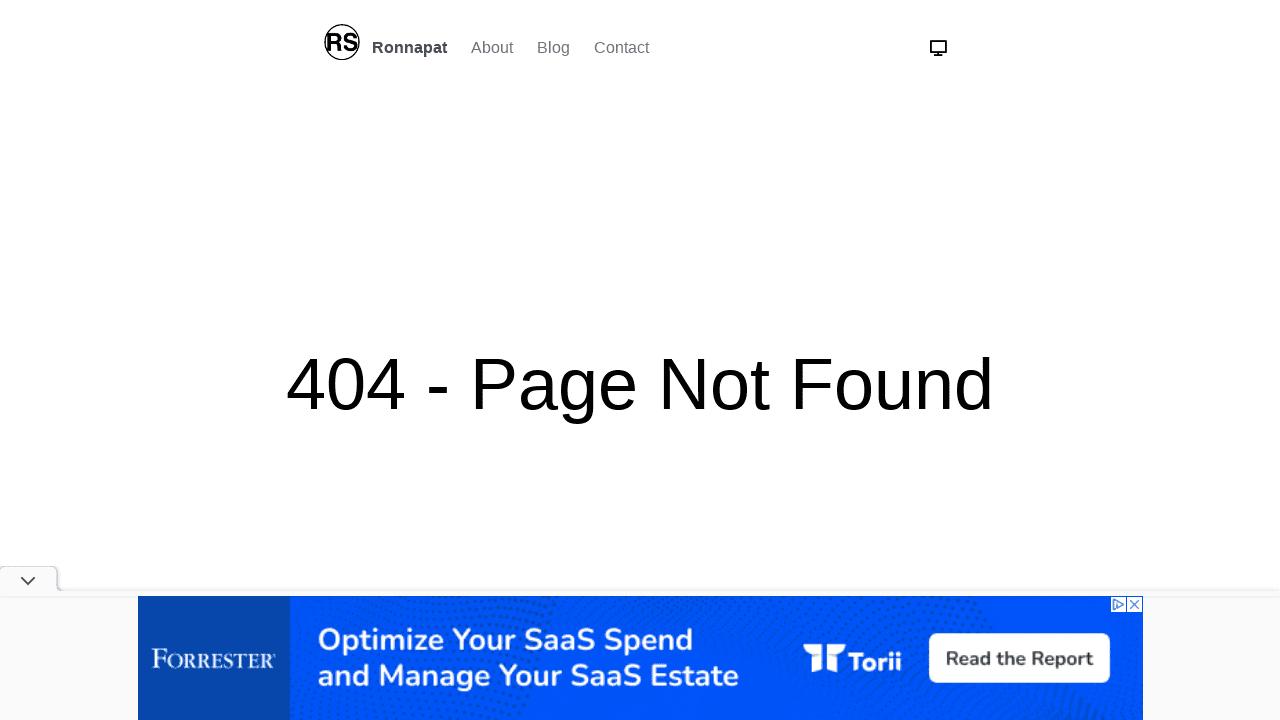 RS Ronnapat About Blog Contact
404 - Page Not Found
FORRESTER
Optimize Your SaaS Spend
and Manage Your SaaS Estate
Torii
Read the Report